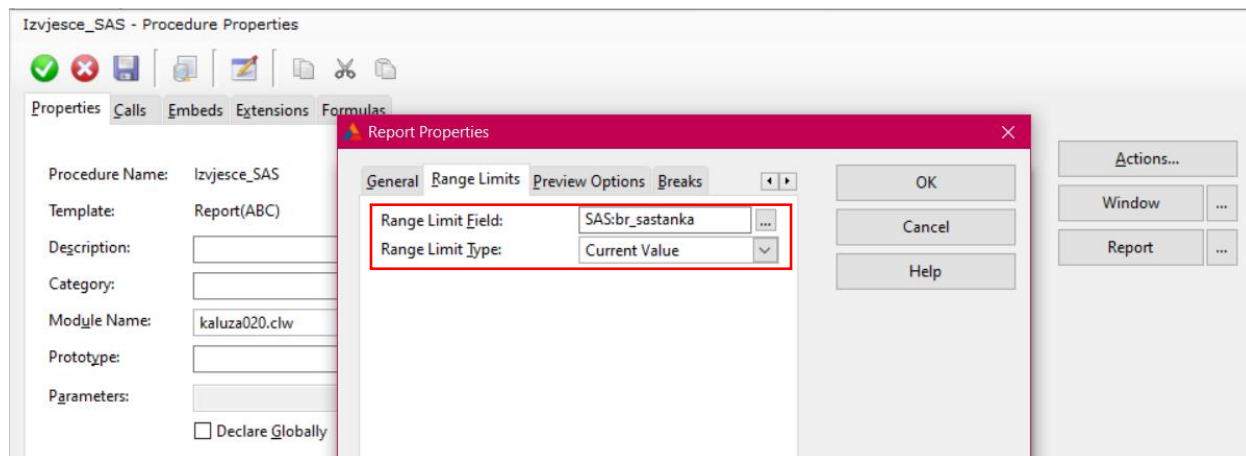 Izvjesce_SAS - Procedure Properties
Properties Calls Embeds Extensions Formulas
Report Properties
General Range Limits Preview Options Breaks
Range Limit Field: SAS:br_sastanka ...
Range Limit Type: Current Value
OK
Cancel
Help
Procedure Name: Izvjesce_SAS
Template: Report(ABC)
Description:
Category:
Module Name: kaluza020.clw
Prototype:
Parameters:
Declare Globally
Actions...
Window ...
Report ...